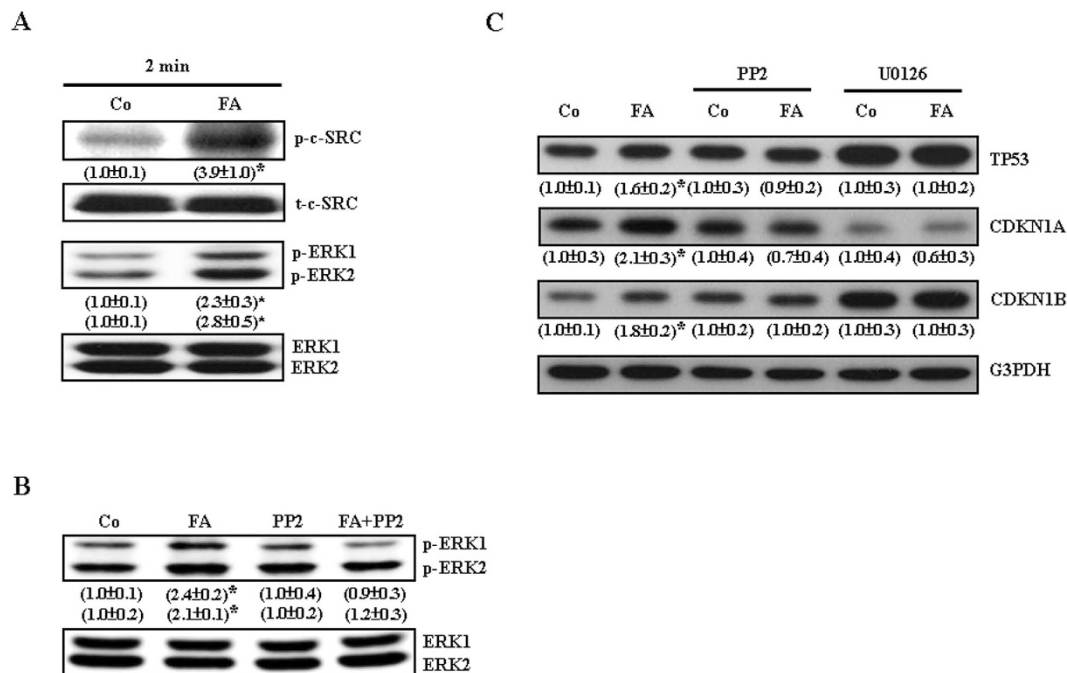 A
2 min
Co FA
p-c-SRC
(1.0±0.1) (3.9±1.0)*
t-c-SRC
p-ERK1
p-ERK2
(1.0±0.1) (2.3±0.3)*
(1.0±0.1) (2.8±0.5)*
ERK1
ERK2
B
Co FA PP2 FA+PP2
p-ERK1
p-ERK2
(1.0±0.1) (2.4±0.2)* (1.0±0.4) (0.9±0.3)
(1.0±0.2) (2.1±0.1)* (1.0±0.2) (1.2±0.3)
ERK1
ERK2
C
PP2 U0126
Co FA Co FA Co FA
TP53
(1.0±0.1) (1.6±0.2)* (1.0±0.3) (0.9±0.2) (1.0±0.3) (1.0±0.2)
CDKN1A
(1.0±0.3) (2.1±0.3)* (1.0±0.4) (0.7±0.4) (1.0±0.4) (0.6±0.3)
CDKN1B
(1.0±0.1) (1.8±0.2)* (1.0±0.2) (1.0±0.2) (1.0±0.3) (1.0±0.3)
G3PDH